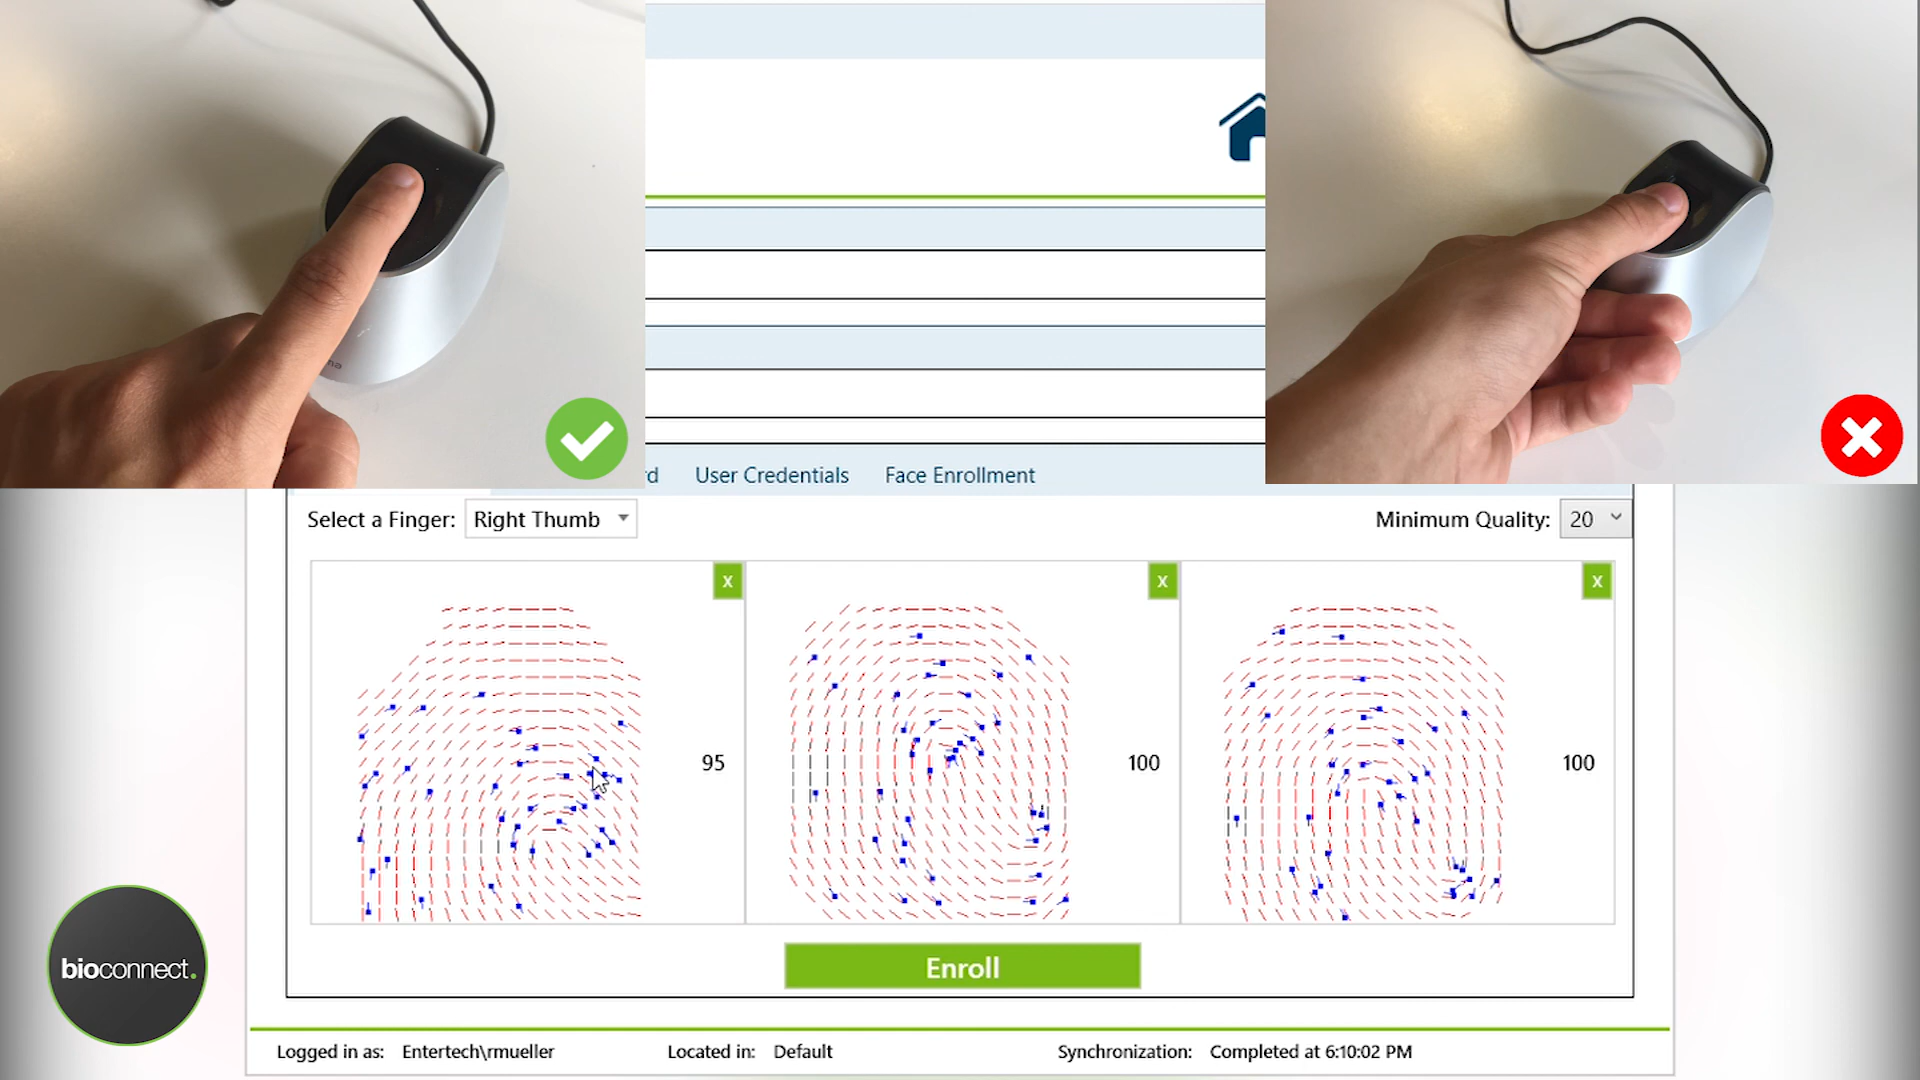 User Credentials
Face Enrollment
Select a Finger:
Right Thumb
Minimum Quality:
20
x
x
x
95
100
100
Enroll
bioconnect.
Logged in as: Entertech\rmueller
Located in: Default
Synchronization: Completed at 6:10:02 PM